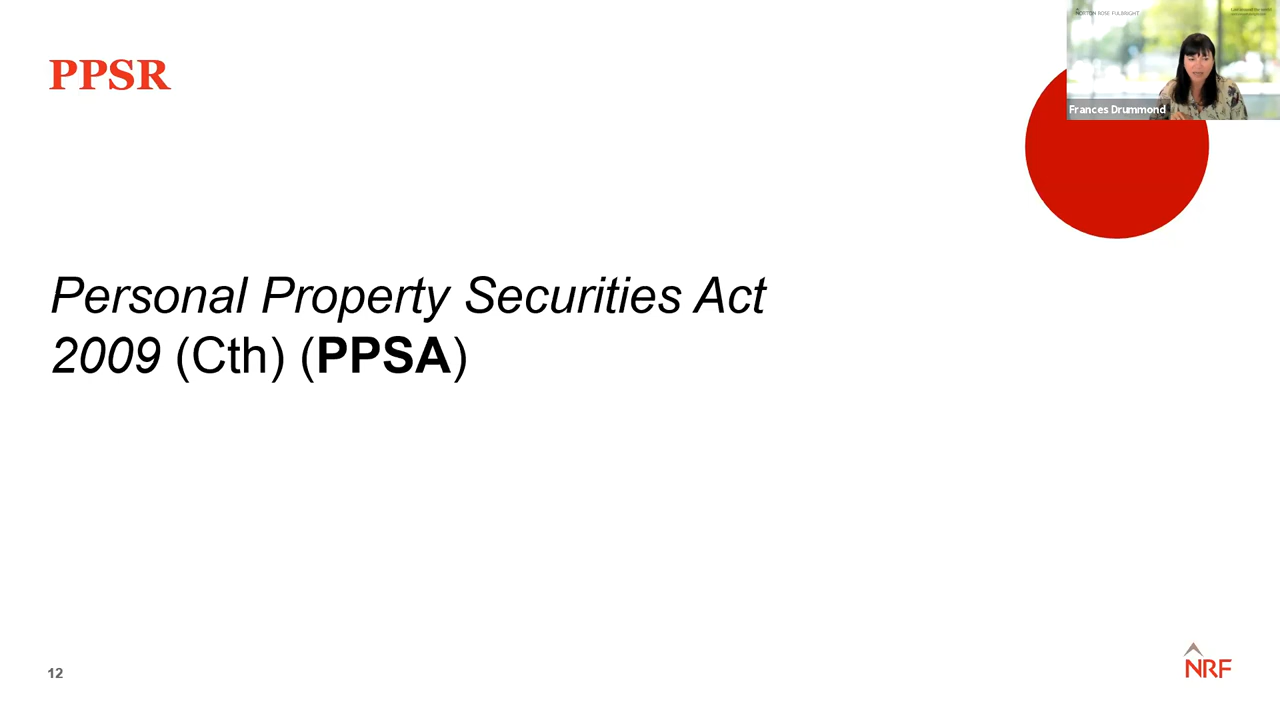 NORTON ROSE FULBRIGHT
PPSR
Frances Drummond
Personal Property Securities Act
2009 (Cth) (PPSA)
12
NRF